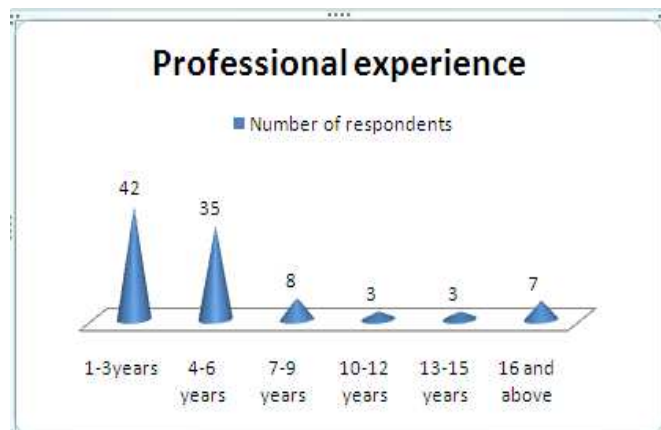 Professional experience
Number of respondents
42
35
8
3
3
7
1-3years
4-6 years
7-9 years
10-12 years
13-15 years
16 and above